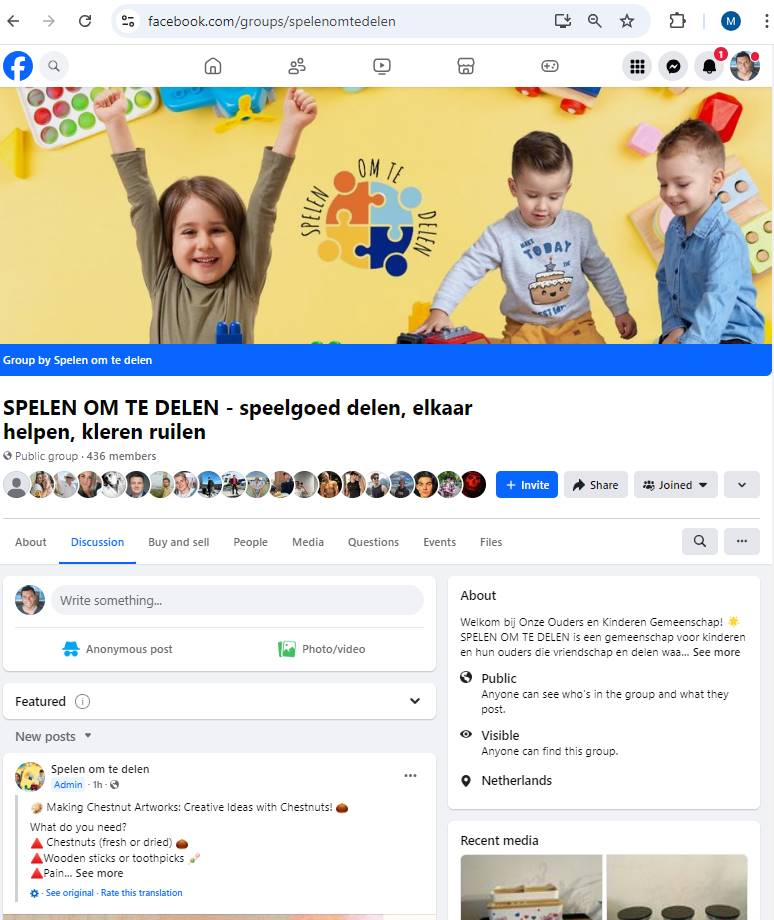 facebook.com/groups/spelenomtedelen
M
1
SPELEN OM TE DELEN
MAKE
TODAY
THE
BEST
Group by Spelen om te delen
SPELEN OM TE DELEN - speelgoed delen, elkaar
helpen, kleren ruilen
Public group · 436 members
+ Invite
Share
Joined
About
Discussion
Buy and sell
People
Media
Questions
Events
Files
Write something...
Anonymous post
Photo/video
Featured
New posts
Spelen om te delen
Admin · 1h ·
Making Chestnut Artworks: Creative Ideas with Chestnuts!
What do you need?
Chestnuts (fresh or dried)
Wooden sticks or toothpicks
Pain... See more
· See original · Rate this translation
About
Welkom bij Onze Ouders en Kinderen Gemeenschap!
SPELEN OM TE DELEN is een gemeenschap voor kinderen
en hun ouders die vriendschap en delen waa... See more
Public
Anyone can see who's in the group and what they
post.
Visible
Anyone can find this group.
Netherlands
Recent media